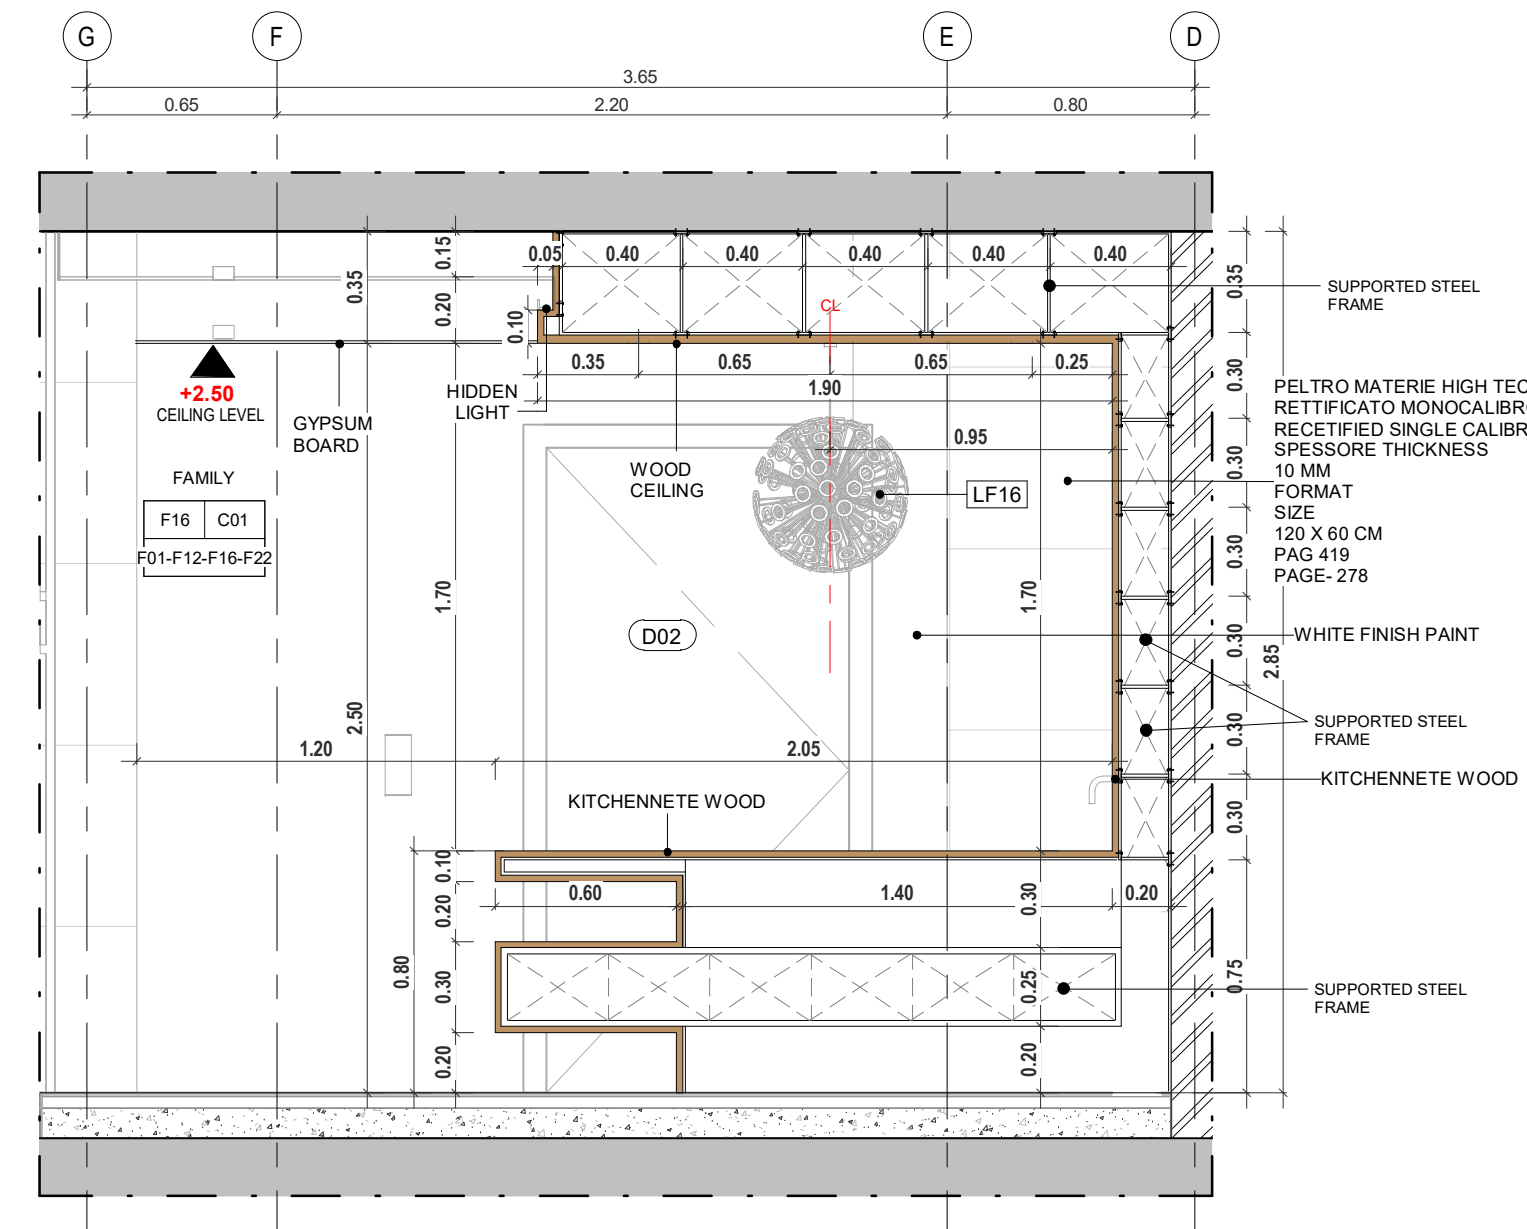 G
F
E
D
3.65
0.65
2.20
0.80
0.15
0.35
0.20
0.10
0.05
0.40
0.40
0.40
0.40
0.40
0.35
SUPPORTED STEEL
FRAME
CL
0.35
0.65
0.65
0.25
1.90
0.30
+2.50
CEILING LEVEL
GYPSUM
BOARD
HIDDEN
LIGHT
WOOD
CEILING
0.95
LF16
PELTRO MATERIE HIGH TEC
RETTIFICATO MONOCALIBR
RECETIFIED SINGLE CALIBR
SPESSORE THICKNESS
10 MM
FORMAT
SIZE
120 X 60 CM
PAG 419
PAGE- 278
0.30
FAMILY
F16
C01
F01-F12-F16-F22
0.30
1.70
1.70
D02
0.30
WHITE FINISH PAINT
2.85
2.50
0.30
SUPPORTED STEEL
FRAME
1.20
2.05
KITCHENNETE WOOD
KITCHENNETE WOOD
0.30
0.10
0.60
1.40
0.20
0.20
0.30
0.80
0.30
0.25
0.75
SUPPORTED STEEL
FRAME
0.20
0.20